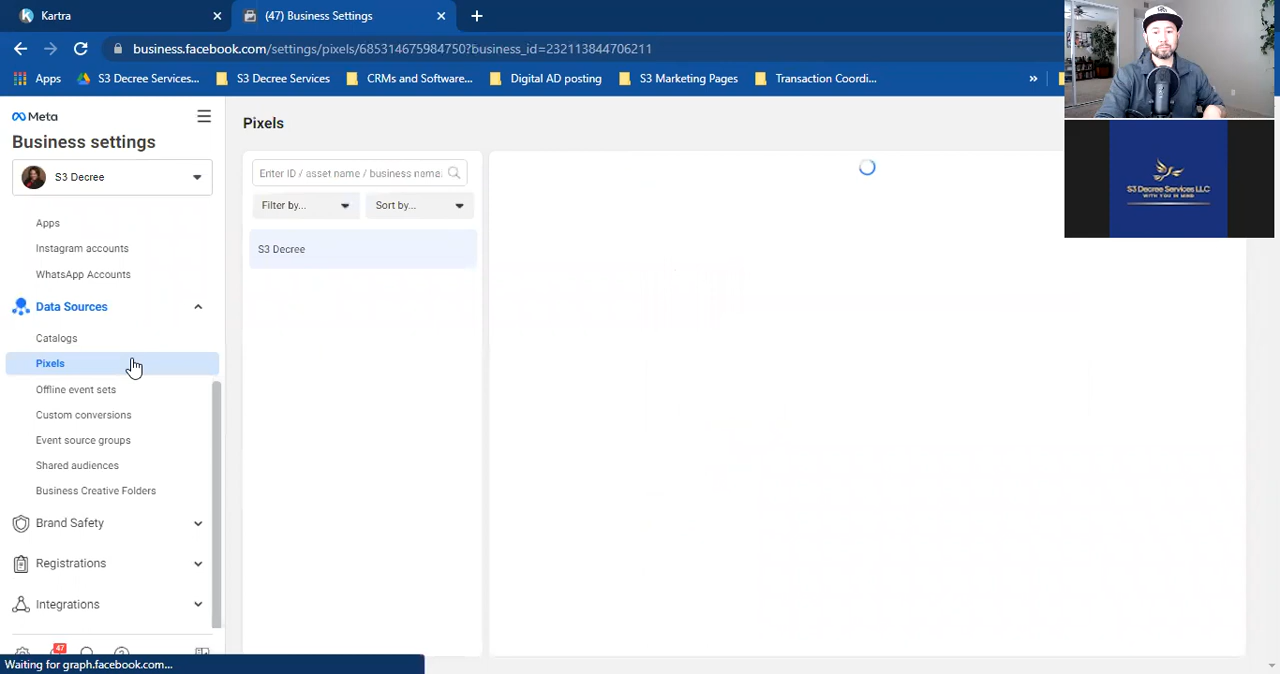 Kartra
(47) Business Settings
business.facebook.com/settings/pixels/685314675984750?business_id=232113844706211
Apps
S3 Decree Services...
S3 Decree Services
CRMs and Software...
Digital AD posting
S3 Marketing Pages
Transaction Coordi...
Meta
Business settings
S3 Decree
Apps
Instagram accounts
WhatsApp Accounts
Data Sources
Catalogs
Pixels
Offline event sets
Custom conversions
Event source groups
Shared audiences
Business Creative Folders
Brand Safety
Registrations
Integrations
47
Waiting for graph.facebook.com...
Pixels
Enter ID / asset name / business name.
Filter by...
Sort by...
S3 Decree
S3 Decree Services LLC
WITH YOU IN MIND